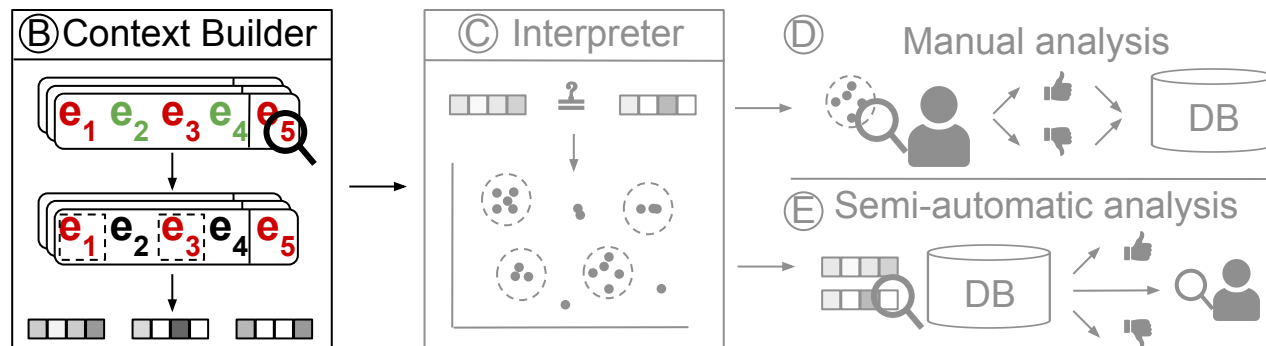 B Context Builder
e1 e2 e3 e4 e5
e1 e2 e3 e4 e5
C Interpreter
?
=
D Manual analysis
DB
E Semi-automatic analysis
DB